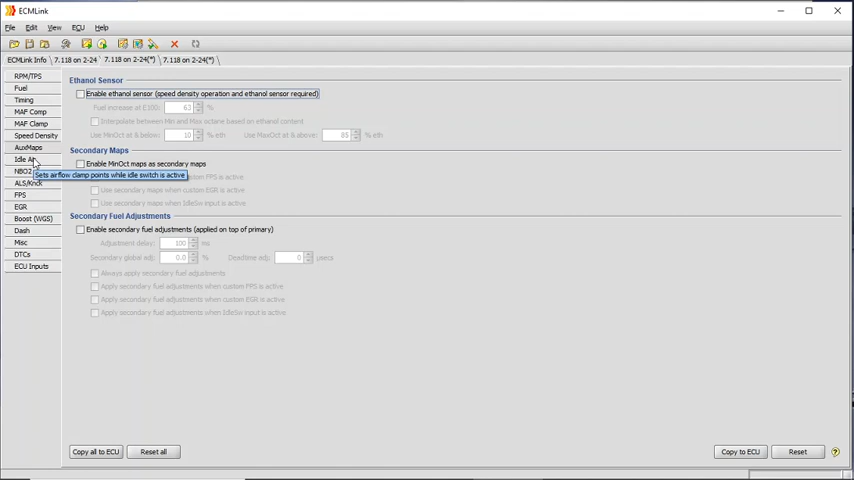 ECMLink
File Edit View ECU Help
ECMLink Info 7.118 on 2-24 7.118 on 2-24(*) 7.118 on 2-24(*)
RPM/TPS
Fuel
Timing
MAF Comp
MAF Clamp
Speed Density
AuxMaps
Idle Air
NBO2
ALS/Knck
FPS
EGR
Boost (WGS)
Dash
Misc
DTCs
ECU Inputs
Sets airflow clamp points while idle switch is active
Ethanol Sensor
Enable ethanol sensor (speed density operation and ethanol sensor required)
Fuel increase at E100: 63 %
Interpolate between Min and Max octane based on ethanol content
Use MinOct at & below: 10 % eth Use MaxOct at & above: 85 % eth
Secondary Maps
Enable MinOct maps as secondary maps
custom FPS is active
Use secondary maps when custom EGR is active
Use secondary maps when IdleSw input is active
Secondary Fuel Adjustments
Enable secondary fuel adjustments (applied on top of primary)
Adjustment delay: 100 ms
Secondary global adj: 0.0 % Deadtime adj: 0 µsecs
Always apply secondary fuel adjustments
Apply secondary fuel adjustments when custom FPS is active
Apply secondary fuel adjustments when custom EGR is active
Apply secondary fuel adjustments when IdleSw input is active
Copy all to ECU Reset all Copy to ECU Reset ?